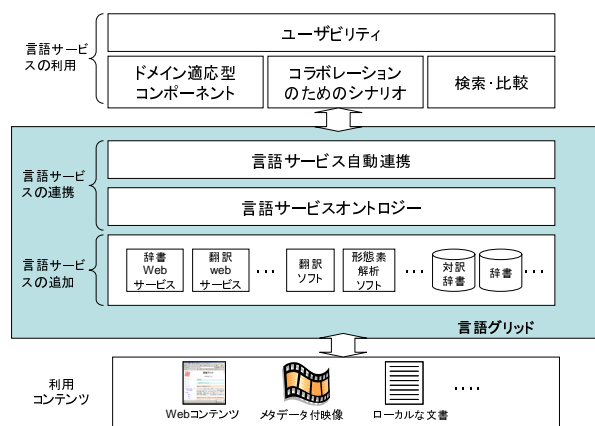 言語サービ
スの利用
ユーザビリティ
ドメイン適応型
コンポーネント
コラボレーション
のためのシナリオ
検索・比較
言語サービ
スの連携
言語サービス自動連携
言語サービスオントロジー
言語サービ
スの追加
辞書
Web
サービス
翻訳
web
サービス
・・・
翻訳
ソフト
形態素
解析
ソフト
・・・
対訳
辞書
辞書
・・・
言語グリッド
利用
コンテンツ
Webコンテンツ
メタデータ付映像
ローカルな文書
・・・・